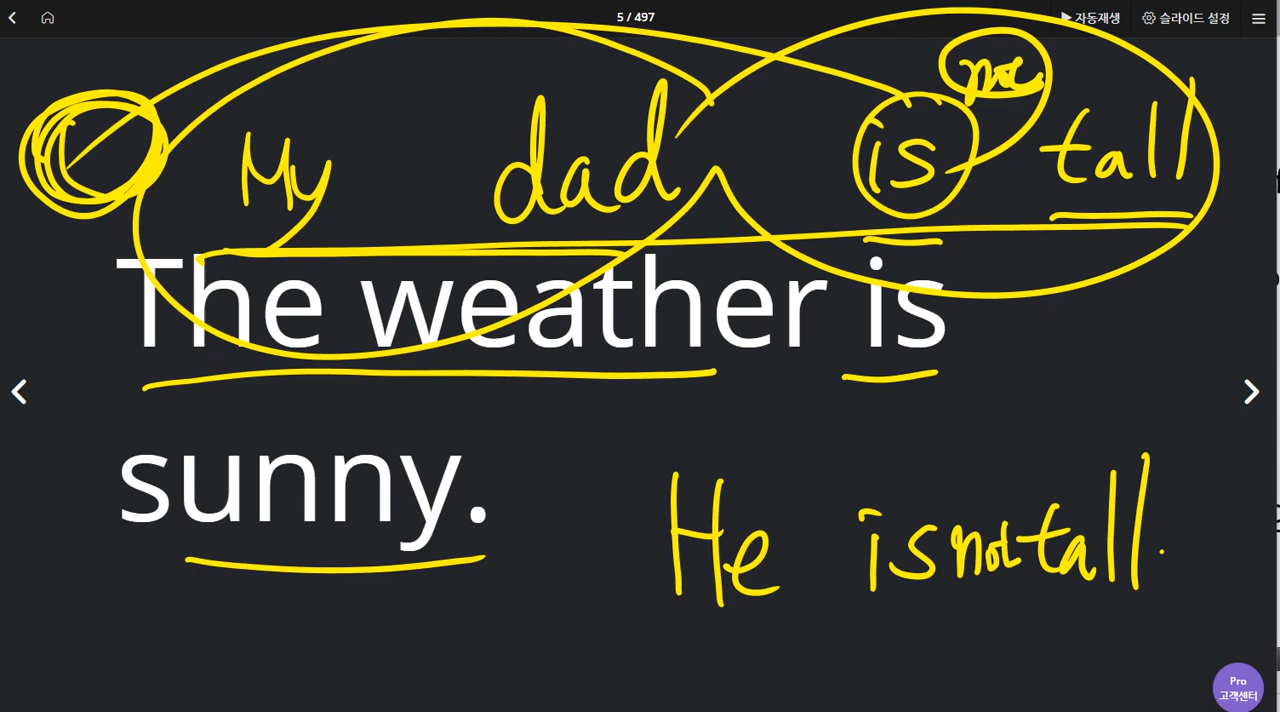 5 / 497
자동재생
슬라이드 설정
not
My dad is tall
The weather is
sunny.
He is not tall.
Pro
고객센터